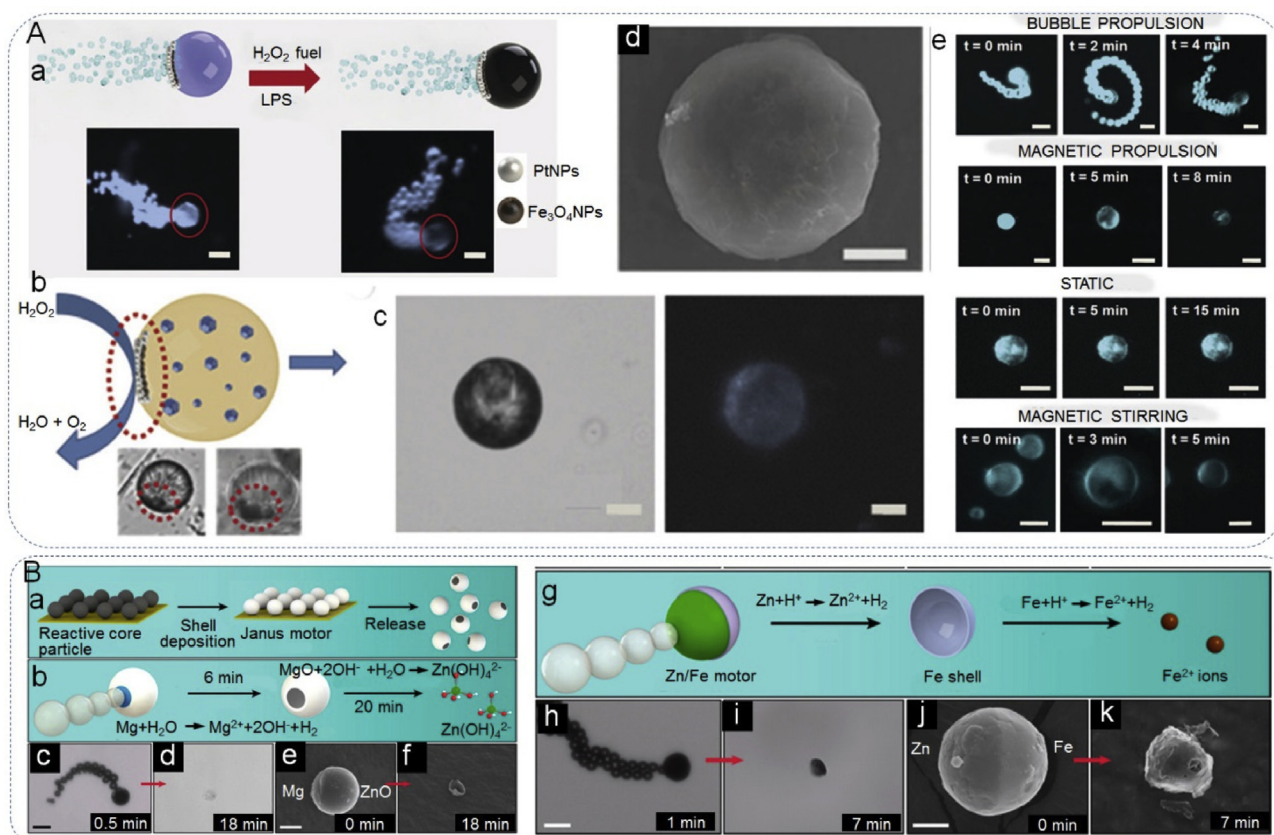 A
a
H₂O₂ fuel
LPS
PtNPs
Fe₃O₄NPs
b
H₂O₂
H₂O + O₂
c
d
e
BUBBLE PROPULSION
t = 0 min
t = 2 min
t = 4 min
MAGNETIC PROPULSION
t = 0 min
t = 5 min
t = 8 min
STATIC
t = 0 min
t = 5 min
t = 15 min
MAGNETIC STIRRING
t = 0 min
t = 3 min
t = 5 min
B
a
Reactive core
particle
Shell
deposition
Janus motor
Release
b
6 min
MgO+2OH⁻ +H₂O → Zn(OH)₄²⁻
20 min
Mg+H₂O → Mg²⁺+2OH⁻+H₂
Zn(OH)₄²⁻
c
0.5 min
d
18 min
e
Mg
ZnO
0 min
f
18 min
g
Zn+H⁺ → Zn²⁺+H₂
Fe+H⁺ → Fe²⁺+H₂
Zn/Fe motor
Fe shell
Fe²⁺ ions
h
1 min
i
7 min
j
Zn
Fe
0 min
k
7 min